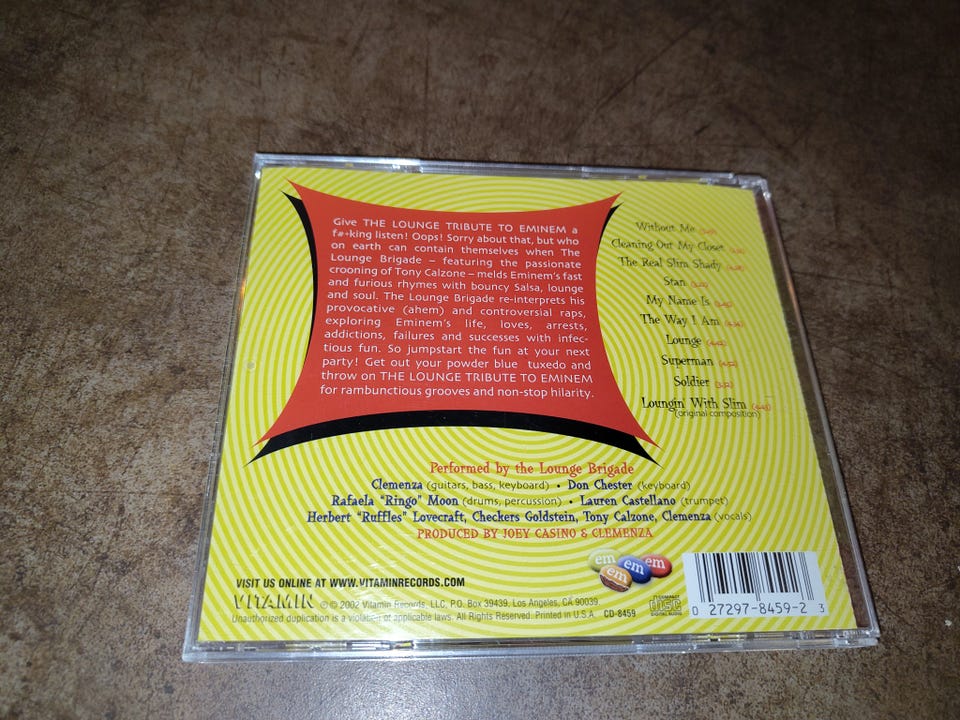 Give THE LOUNGE TRIBUTE TO EMINEM a
f#*king listen! Oops! Sorry about that, but who
on earth can contain themselves when The
Lounge Brigade – featuring the passionate
crooning of Tony Calzone – melds Eminem's fast
and furious rhymes with bouncy Salsa, lounge
and soul. The Lounge Brigade re-interprets his
provocative (ahem) and controversial raps,
exploring Eminem's life, loves, arrests,
addictions, failures and successes with infec-
tious fun. So jumpstart the fun at your next
party! Get out your powder blue tuxedo and
throw on THE LOUNGE TRIBUTE TO EMINEM
for rambunctious grooves and non-stop hilarity.
Without Me
Cleaning Out My Closet
The Real Slim Shady
Stan
My Name Is
The Way I Am
Lounge
Superman
Soldier
Loungin' With Slim
(original composition)
Performed by the Lounge Brigade
Clemenza (guitars, bass, keyboard) • Don Chester (keyboard)
Rafaela "Ringo" Moon (drums, percussion) • Lauren Castellano (trumpet)
Herbert "Ruffles" Lovecraft, Checkers Goldstein, Tony Calzone, Clemenza (vocals)
PRODUCED BY JOEY CASINO & CLEMENZA
em em em
em
VISIT US ONLINE AT WWW.VITAMINRECORDS.COM
VITAMIN ℗ © 2002 Vitamin Records, LLC, P.O. Box 39439, Los Angeles, CA 90039.
Unauthorized duplication is a violation of applicable laws. All Rights Reserved. Printed in U.S.A. CD-8459
COMPACT
disc
DIGITAL AUDIO
0 27297-8459-2 3